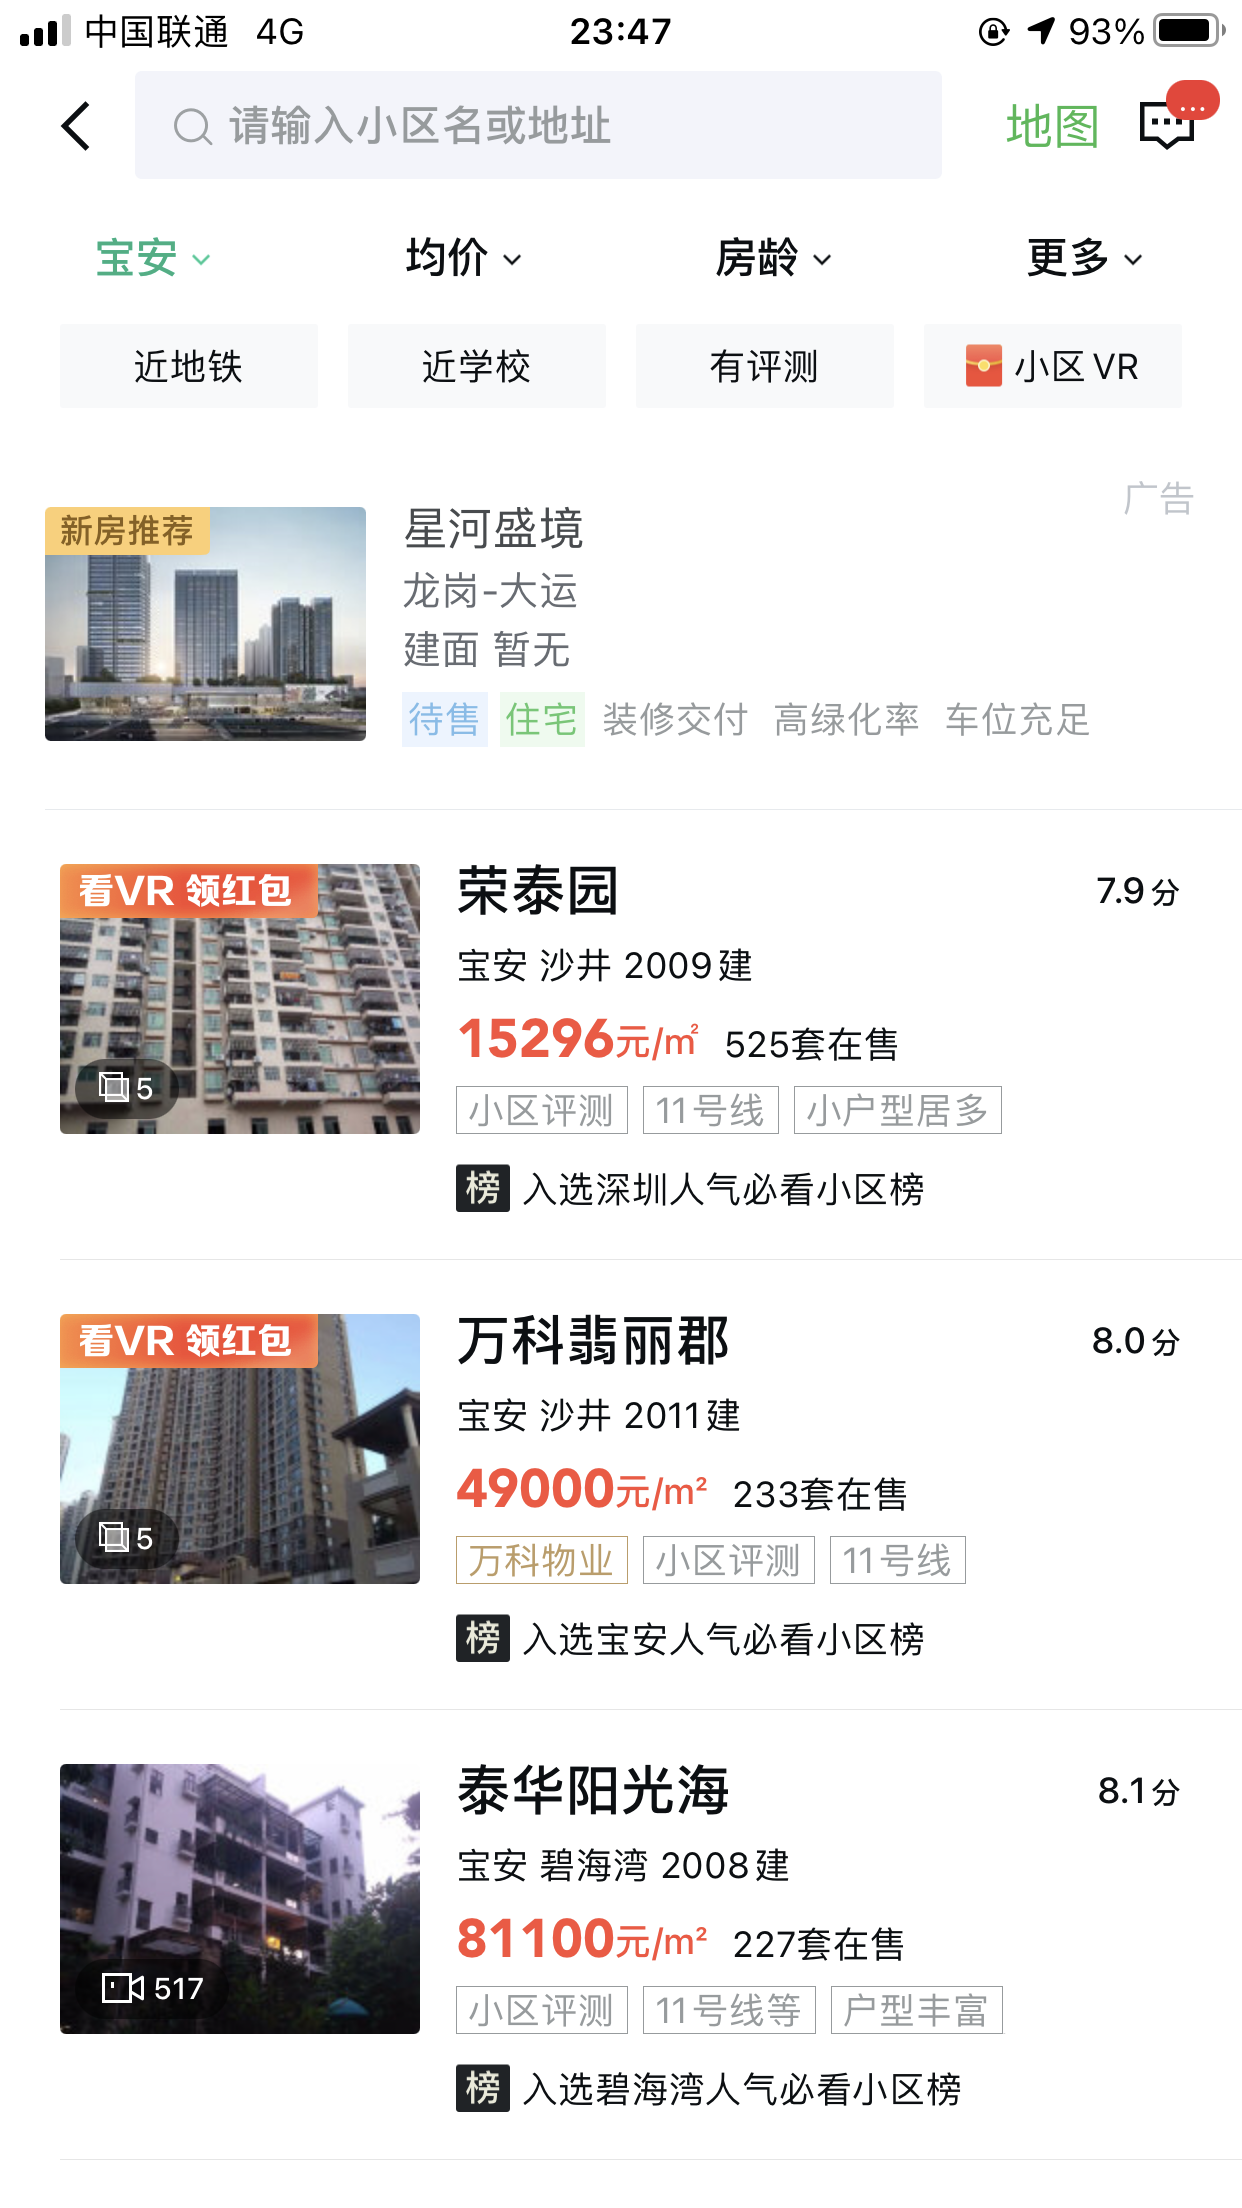 中国联通 4G 23:47 93%
请输入小区名或地址 地图 ...
宝安 均价 房龄 更多
近地铁 近学校 有评测 小区VR
广告
新房推荐
星河盛境
龙岗-大运
建面 暂无
待售 住宅 装修交付 高绿化率 车位充足
看VR 领红包
荣泰园 7.9分
宝安 沙井 2009建
15296元/㎡ 525套在售
5
小区评测 11号线 小户型居多
榜 入选深圳人气必看小区榜
看VR 领红包
万科翡丽郡 8.0分
宝安 沙井 2011建
49000元/m² 233套在售
5
万科物业 小区评测 11号线
榜 入选宝安人气必看小区榜
泰华阳光海 8.1分
宝安 碧海湾 2008建
81100元/m² 227套在售
517
小区评测 11号线等 户型丰富
榜 入选碧海湾人气必看小区榜